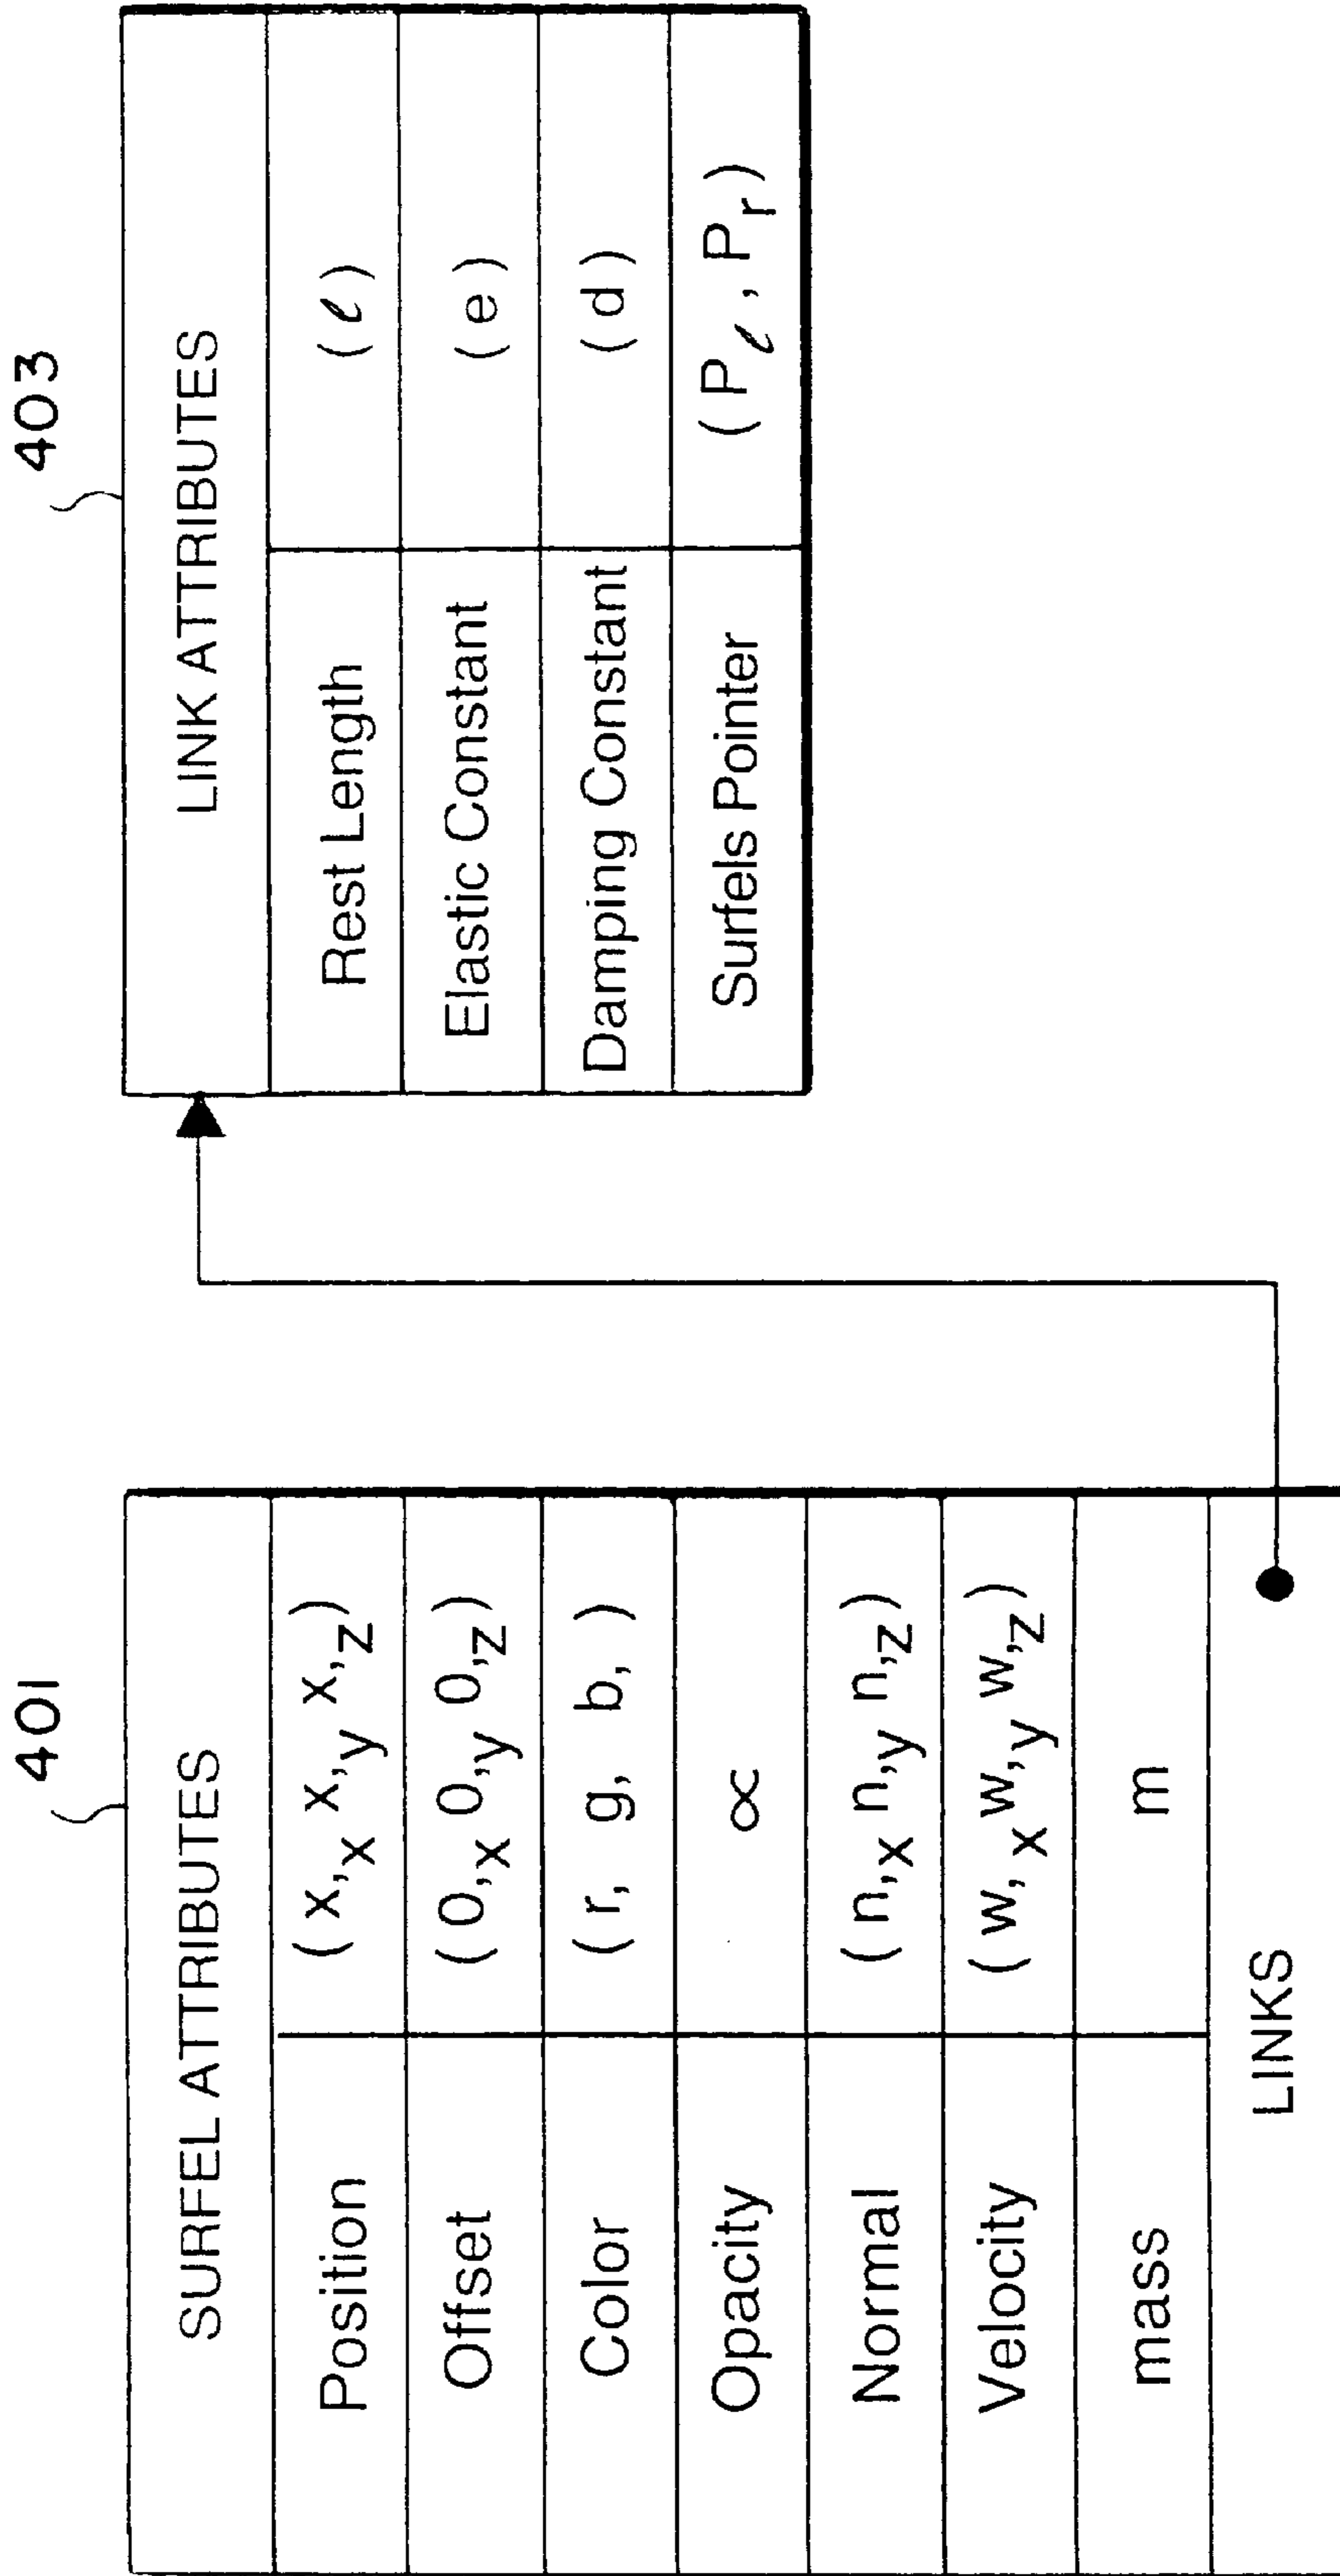 401
SURFEL ATTRIBUTES
Position (x,x x,y x,z)
Offset (0,x 0,y 0,z)
Color (r, g, b, )
Opacity ∝
Normal (n,x n,y n,z)
Velocity (w,x w,y w,z)
mass m
LINKS
403
LINK ATTRIBUTES
Rest Length (ℓ)
Elastic Constant (e)
Damping Constant (d)
Surfels Pointer (Pℓ, Pr)